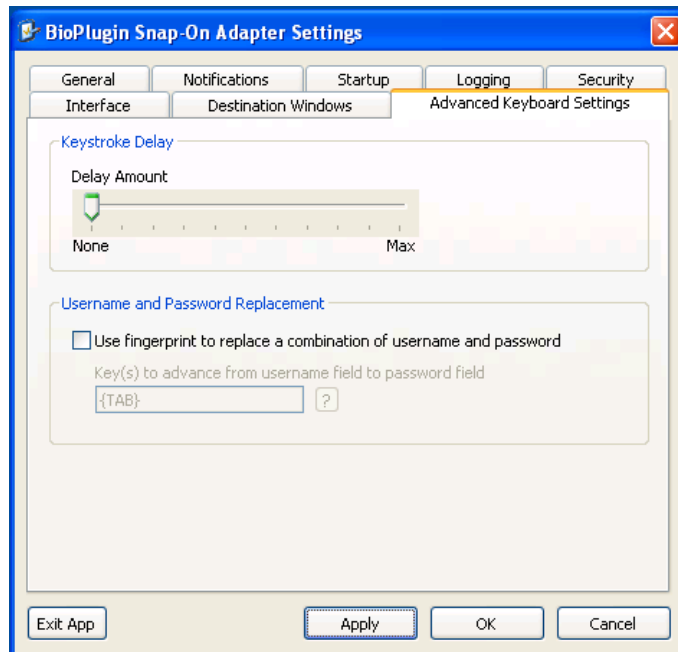 BioPlugin Snap-On Adapter Settings
General Notifications Startup Logging Security
Interface Destination Windows Advanced Keyboard Settings
Keystroke Delay
Delay Amount
None Max
Username and Password Replacement
Use fingerprint to replace a combination of username and password
Key(s) to advance from username field to password field
{TAB} ?
Exit App Apply OK Cancel